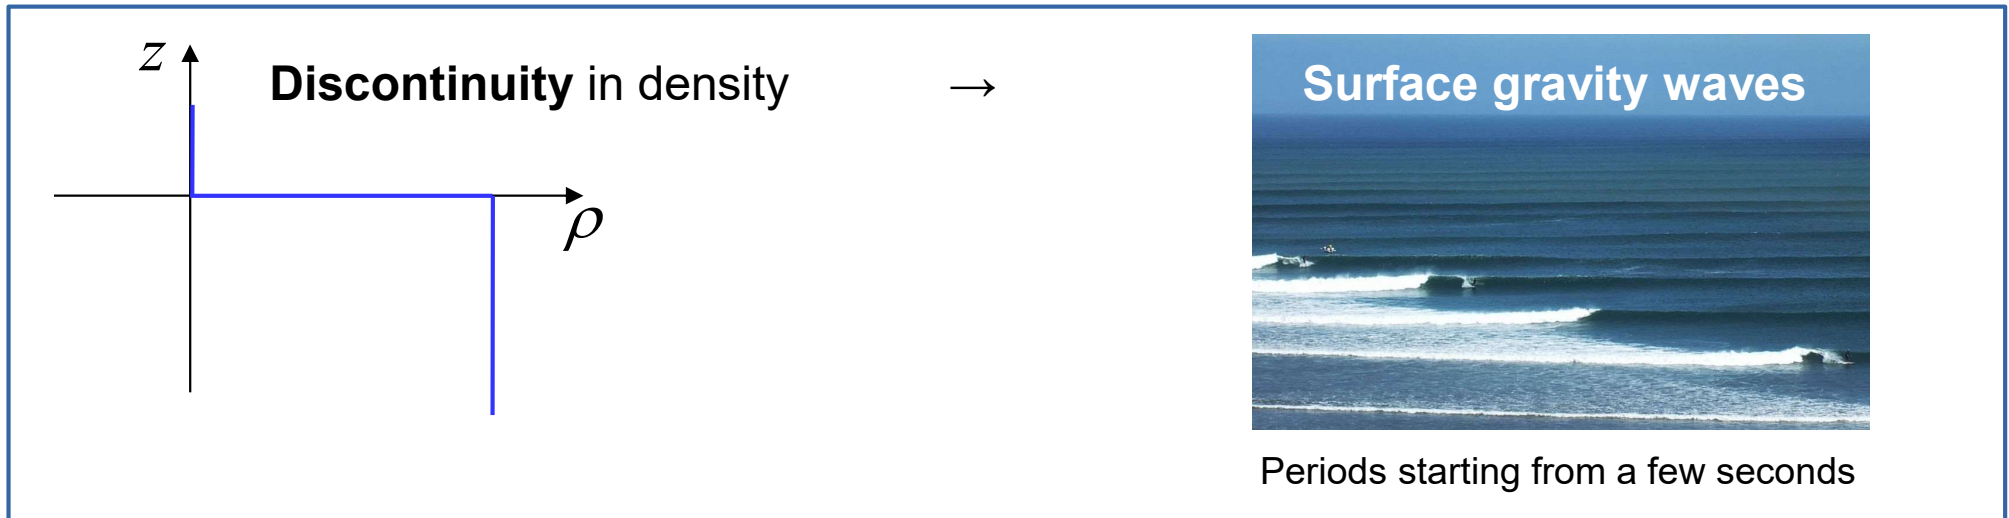 z
Discontinuity in density → Surface gravity waves
ρ
Periods starting from a few seconds